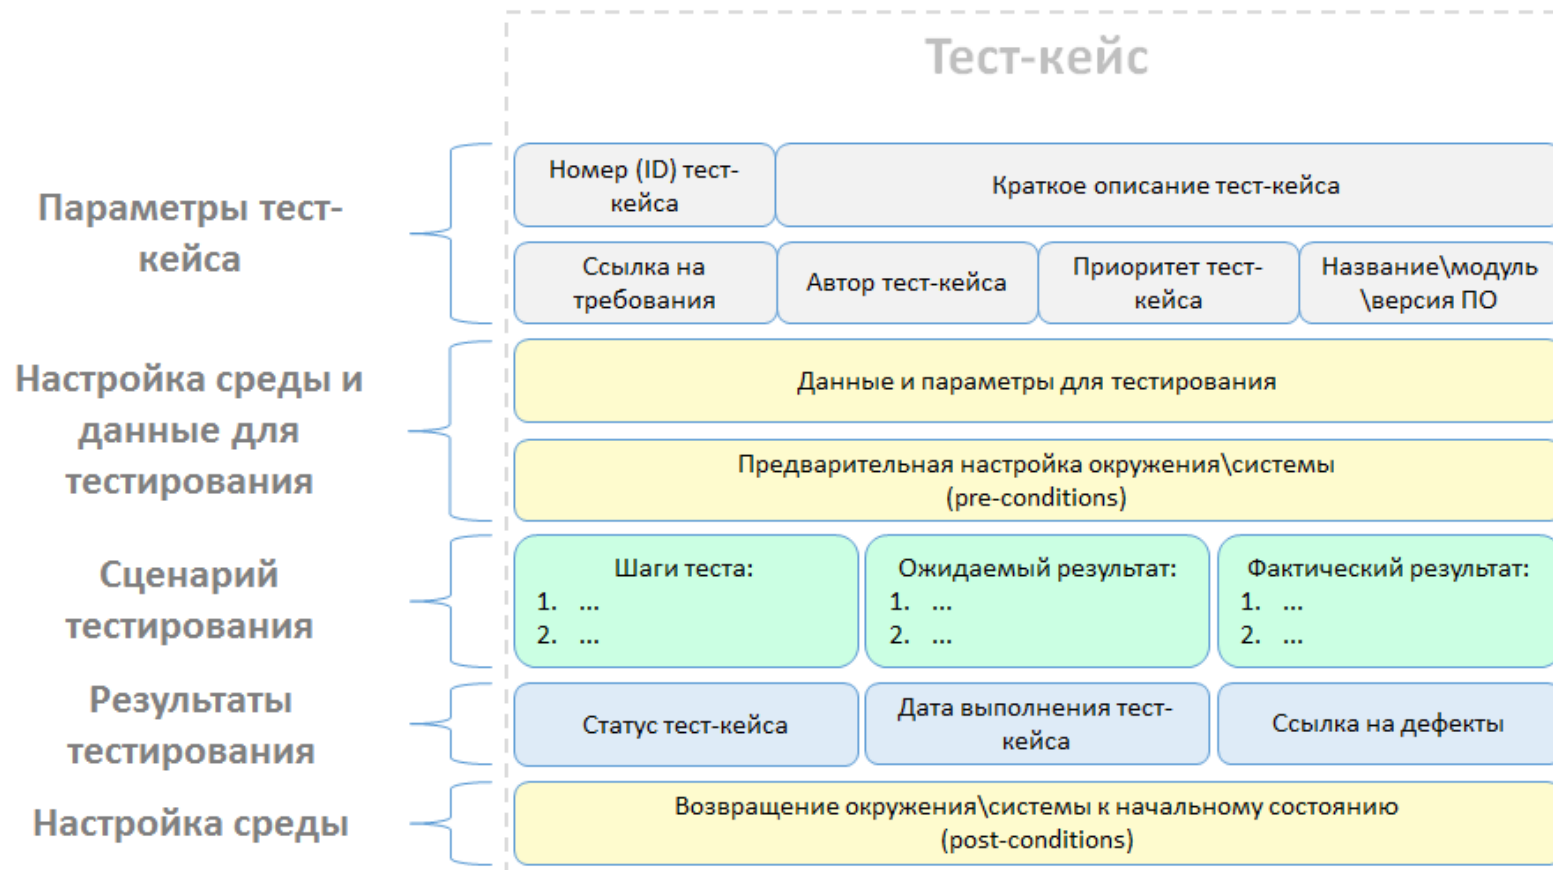 Тест-кейс
Параметры тест-
кейса
Номер (ID) тест-
кейса
Краткое описание тест-кейса
Ссылка на
требования
Автор тест-кейса
Приоритет тест-
кейса
Название\модуль
\версия ПО
Настройка среды и
данные для
тестирования
Данные и параметры для тестирования
Предварительная настройка окружения\системы
(pre-conditions)
Сценарий
тестирования
Шаги теста:
1. ...
2. ...
Ожидаемый результат:
1. ...
2. ...
Фактический результат:
1. ...
2. ...
Результаты
тестирования
Статус тест-кейса
Дата выполнения тест-
кейса
Ссылка на дефекты
Настройка среды
Возвращение окружения\системы к начальному состоянию
(post-conditions)